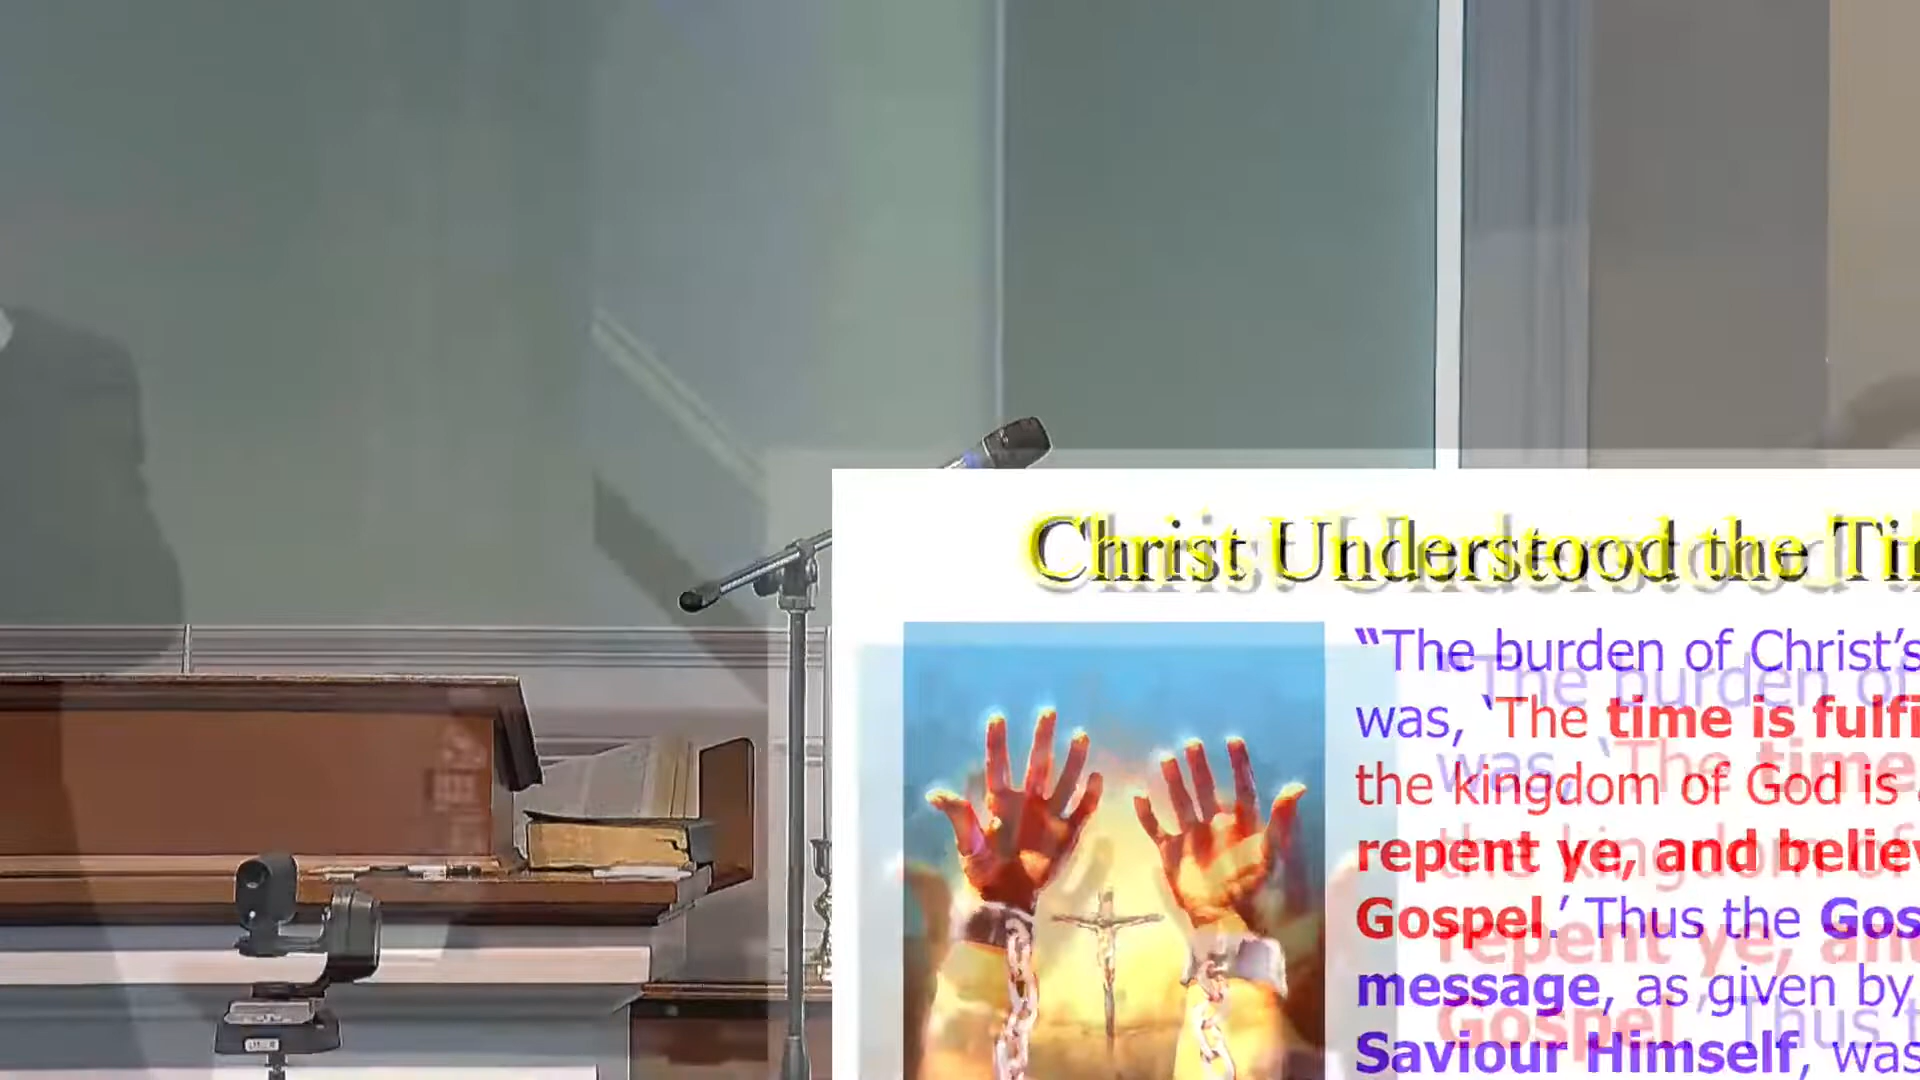 Christ Understood the Ti
“The burden of Christ’s
was, ‘The time is fulfi
the kingdom of God is
repent ye, and believ
Gospel.’ Thus the Gos
message, as given by
Saviour Himself, was